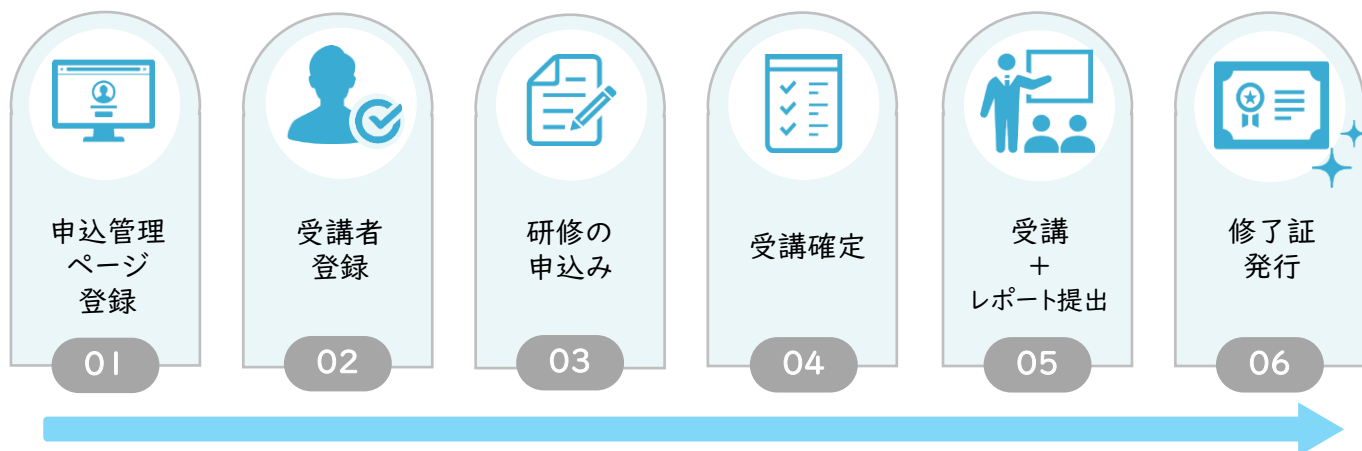 申込管理
ページ
登録
01
受講者
登録
02
研修の
申込み
03
受講確定
04
受講
+
レポート提出
05
修了証
発行
06